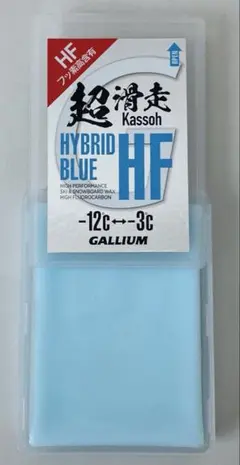 HF
フッ素高含有
OPEN
超滑走
Kassoh
HYBRID
BLUE
HF
HIGH PERFORMANCE
SKI & SNOWBOARD WAX
HIGH FLUOROCARBON
-12c↔-3c
GALLIUM